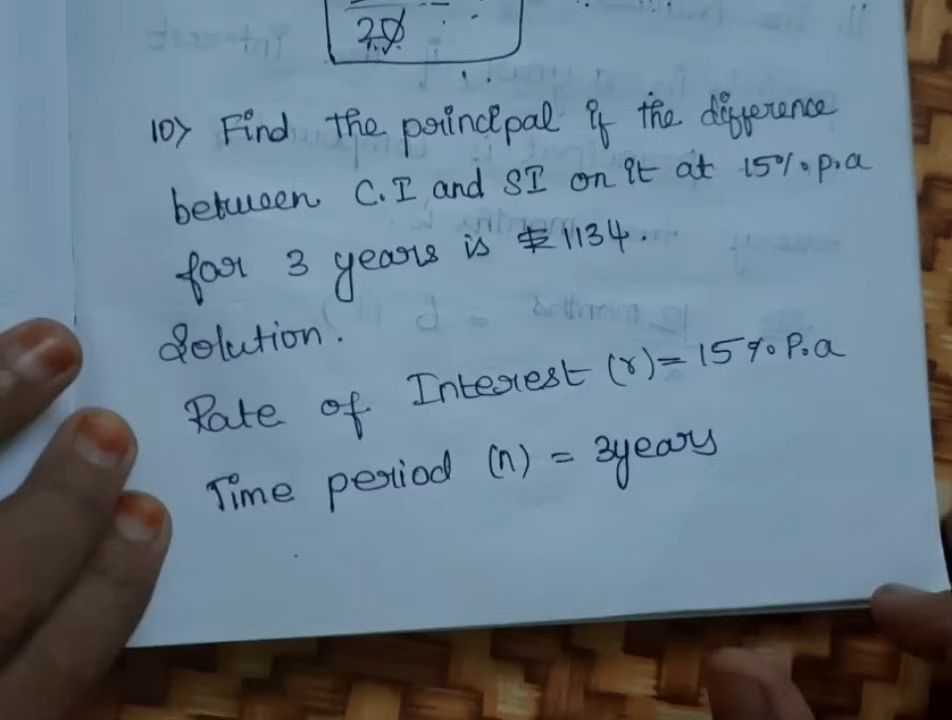 20
10) Find the principal if the difference
between C.I and SI on it at 15% p.a
for 3 years is ₹ 1134.
Solution.
Rate of Interest (r) = 15% P.a
Time period (n) = 3years